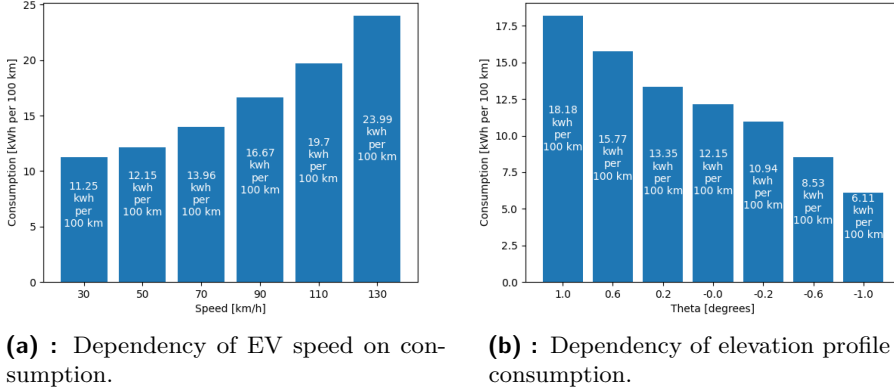 25
20
15
10
5
0
Consumption [kWh per 100 km]
11.25
kwh
per
100 km
12.15
kwh
per
100 km
13.96
kwh
per
100 km
16.67
kwh
per
100 km
19.7
kwh
per
100 km
23.99
kwh
per
100 km
30 50 70 90 110 130
Speed [km/h]
(a) : Dependency of EV speed on con-
sumption.
17.5
15.0
12.5
10.0
7.5
5.0
2.5
0.0
Consumption [kWh per 100 km]
18.18
kwh
per
100 km
15.77
kwh
per
100 km
13.35
kwh
per
100 km
12.15
kwh
per
100 km
10.94
kwh
per
100 km
8.53
kwh
per
100 km
6.11
kwh
per
100 km
1.0 0.6 0.2 -0.0 -0.2 -0.6 -1.0
Theta [degrees]
(b) : Dependency of elevation profile
consumption.